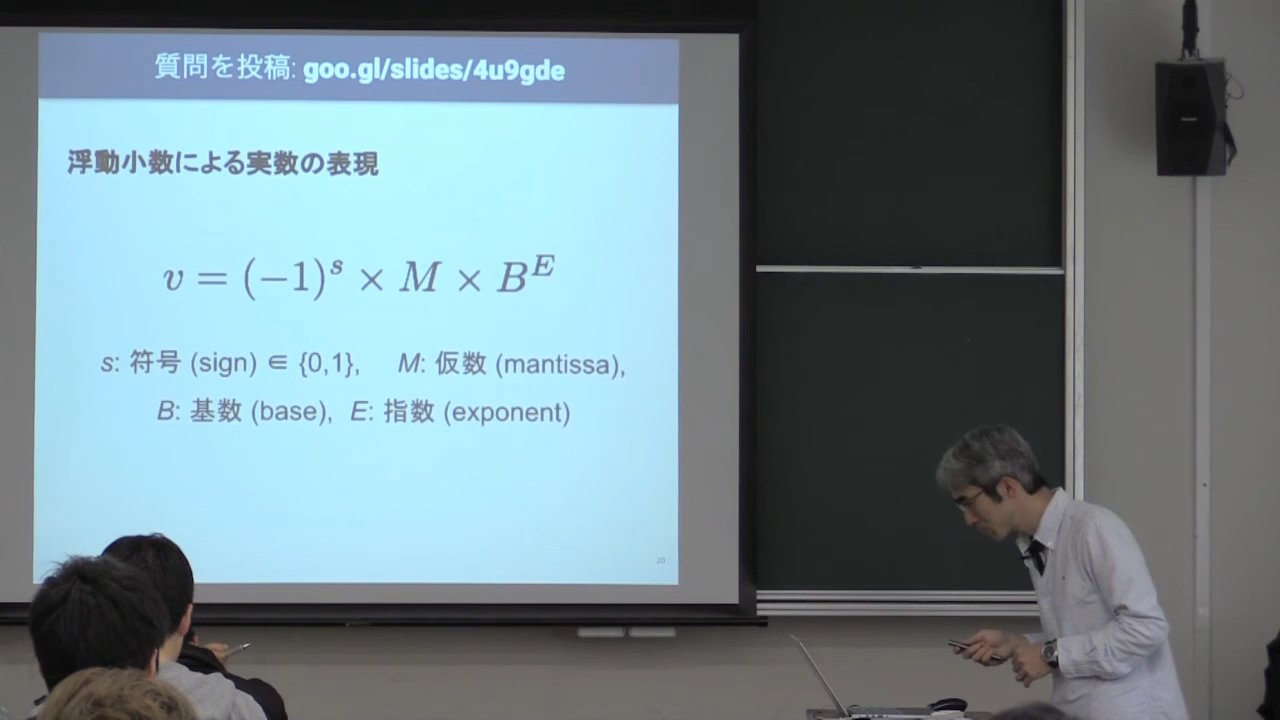 質問を投稿: goo.gl/slides/4u9gde
浮動小数による実数の表現
v = (−1)^s × M × B^E
s: 符号 (sign) ∈ {0,1}, M: 仮数 (mantissa),
B: 基数 (base), E: 指数 (exponent)
20